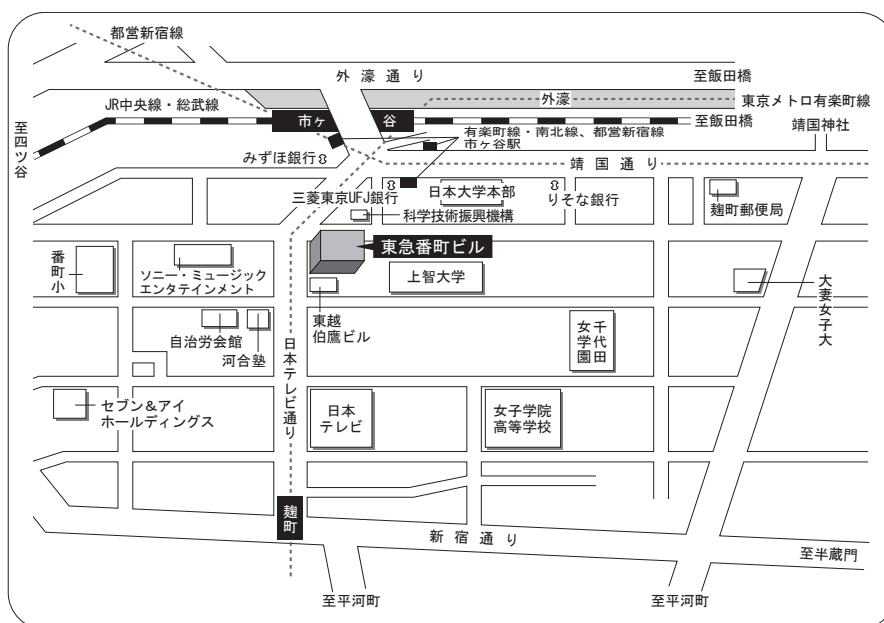 都営新宿線
外濠通り
至飯田橋
JR中央線・総武線
外濠
東京メトロ有楽町線
市ヶ谷
至飯田橋
靖国神社
至四ツ谷
有楽町線・南北線、都営新宿線
市ヶ谷駅
みずほ銀行
靖国通り
三菱東京UFJ銀行
日本大学本部
りそな銀行
麹町郵便局
科学技術振興機構
東急番町ビル
番町小
ソニー・ミュージック
エンタテインメント
上智大学
大妻女子大
東越
伯鷹ビル
自治労会館
河合塾
千代田
女学園
日本テレビ通り
セブン&アイ
ホールディングス
日本
テレビ
女子学院
高等学校
麹町
新宿通り
至半蔵門
至平河町
至平河町